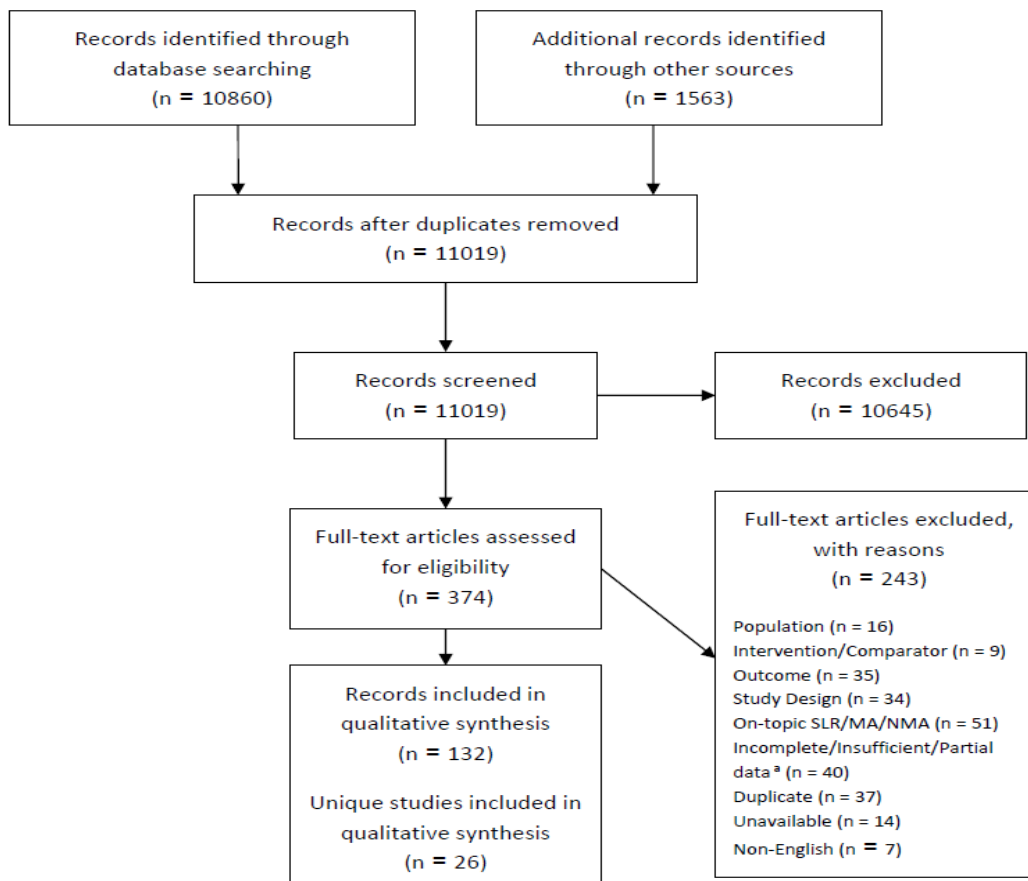 Records identified through
database searching
(n = 10860)
Additional records identified
through other sources
(n = 1563)
Records after duplicates removed
(n = 11019)
Records screened
(n = 11019)
Records excluded
(n = 10645)
Full-text articles assessed
for eligibility
(n = 374)
Full-text articles excluded,
with reasons
(n = 243)
Population (n = 16)
Intervention/Comparator (n = 9)
Outcome (n = 35)
Study Design (n = 34)
On-topic SLR/MA/NMA (n = 51)
Incomplete/Insufficient/Partial
data ª (n = 40)
Duplicate (n = 37)
Unavailable (n = 14)
Non-English (n = 7)
Records included in
qualitative synthesis
(n = 132)
Unique studies included in
qualitative synthesis
(n = 26)